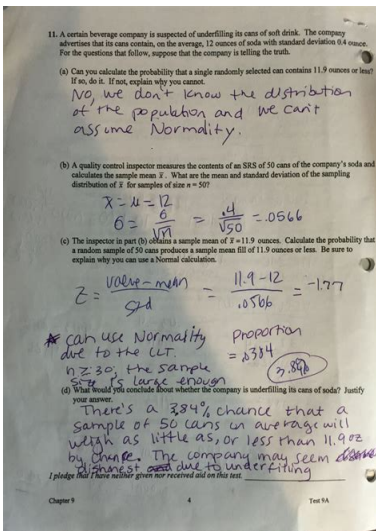 11. A certain beverage company is suspected of underfilling its cans of soft drink. The company
advertises that its cans contain, on the average, 12 ounces of soda with standard deviation 0.4 ounce.
For the questions that follow, suppose that the company is telling the truth.
(a) Can you calculate the probability that a single randomly selected can contains 11.9 ounces or less?
If so, do it. If not, explain why you cannot.
No, we don't know the distribution
of the population and we can't
assume Normality.
(b) A quality control inspector measures the contents of an SRS of 50 cans of the company's soda and
calculates the sample mean x̄. What are the mean and standard deviation of the sampling
distribution of x̄ for samples of size n = 50?
x̄ = μ = 12
6 = 6/√n = .4/√50 = .0566
(c) The inspector in part (b) obtains a sample mean of x̄ = 11.9 ounces. Calculate the probability that
a random sample of 50 cans produces a sample mean fill of 11.9 ounces or less. Be sure to
explain why you can use a Normal calculation.
Z = value - mean/std = 11.9-12/.0566 = -1.77
* can use Normality
due to the CLT.
n ≥ 30, the sample
size is large enough
Proportion
= .0384
3.84%
(d) What would you conclude about whether the company is underfilling its cans of soda? Justify
your answer.
There's a 3.84% chance that a
sample of 50 cans on average will
weigh as little as, or less than 11.9 oz
by chance. The company may seem
dishonest due to underfilling
I pledge that I have neither given nor received aid on this test.
Chapter 9
4
Test 9A